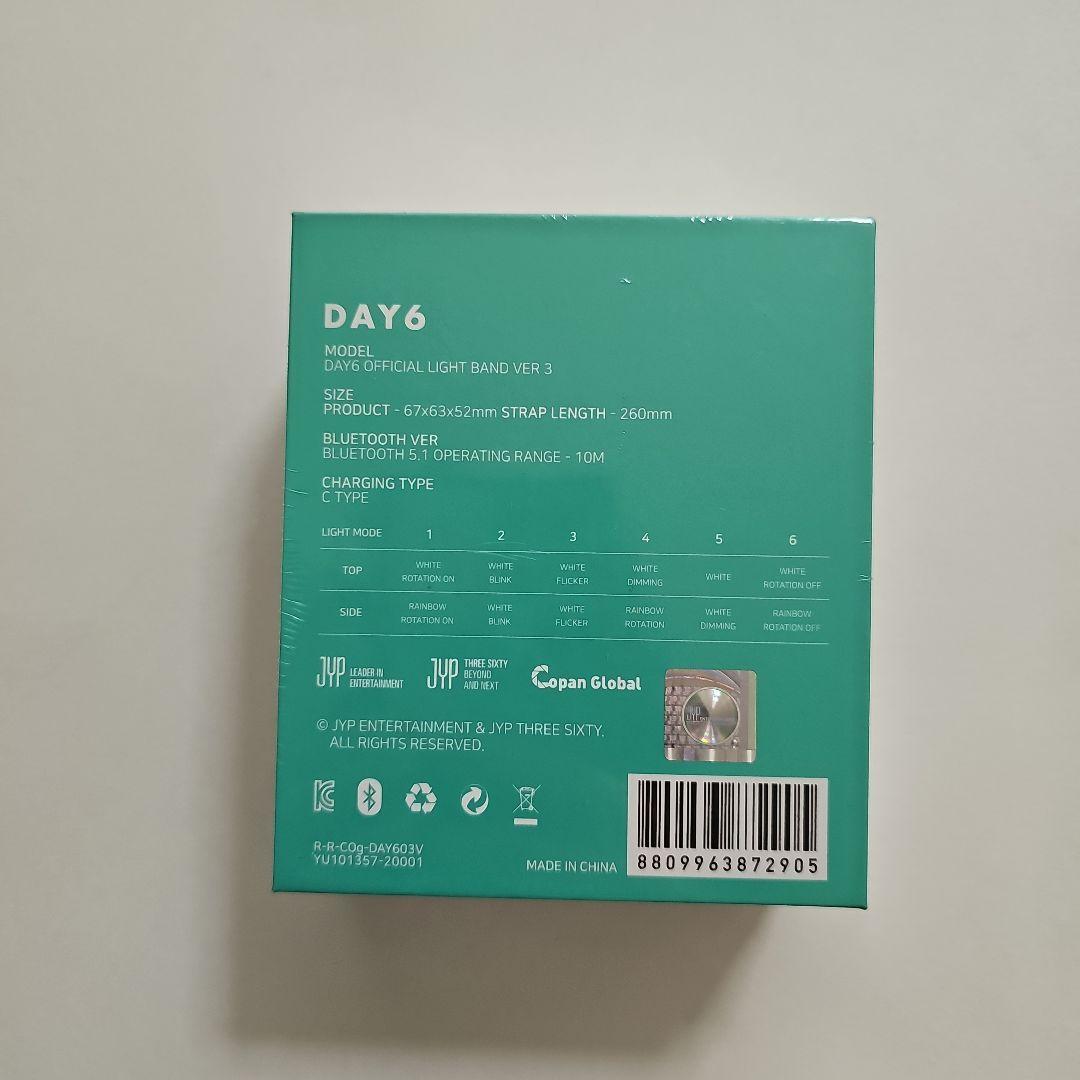 DAY6
MODEL
DAY6 OFFICIAL LIGHT BAND VER 3
SIZE
PRODUCT - 67x63x52mm STRAP LENGTH - 260mm
BLUETOOTH VER
BLUETOOTH 5.1 OPERATING RANGE - 10M
CHARGING TYPE
C TYPE
LIGHT MODE 1 2 3 4 5 6
TOP WHITE ROTATION ON WHITE BLINK WHITE FLICKER WHITE DIMMING WHITE WHITE ROTATION OFF
SIDE RAINBOW ROTATION ON WHITE BLINK WHITE FLICKER RAINBOW ROTATION WHITE DIMMING RAINBOW ROTATION OFF
JYP LEADER IN ENTERTAINMENT
JYP THREE SIXTY BEYOND AND NEXT
Copan Global
© JYP ENTERTAINMENT & JYP THREE SIXTY.
ALL RIGHTS RESERVED.
R-R-COg-DAY603V
YU101357-20001
MADE IN CHINA
8809963872905